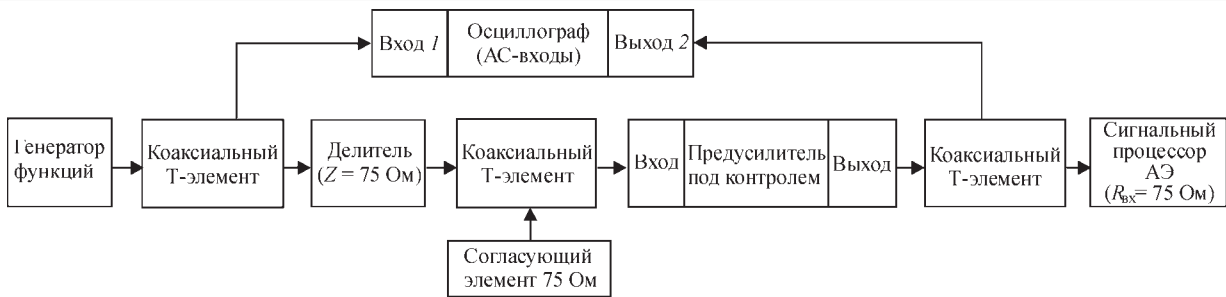 Вход 1
Осциллограф
(АС-входы)
Выход 2
Генератор
функций
Коаксиальный
Т-элемент
Делитель
(Z = 75 Ом)
Коаксиальный
Т-элемент
Вход
Предусилитель
под контролем
Выход
Коаксиальный
Т-элемент
Сигнальный
процессор
АЭ
(Rвх= 75 Ом)
Согласующий
элемент 75 Ом